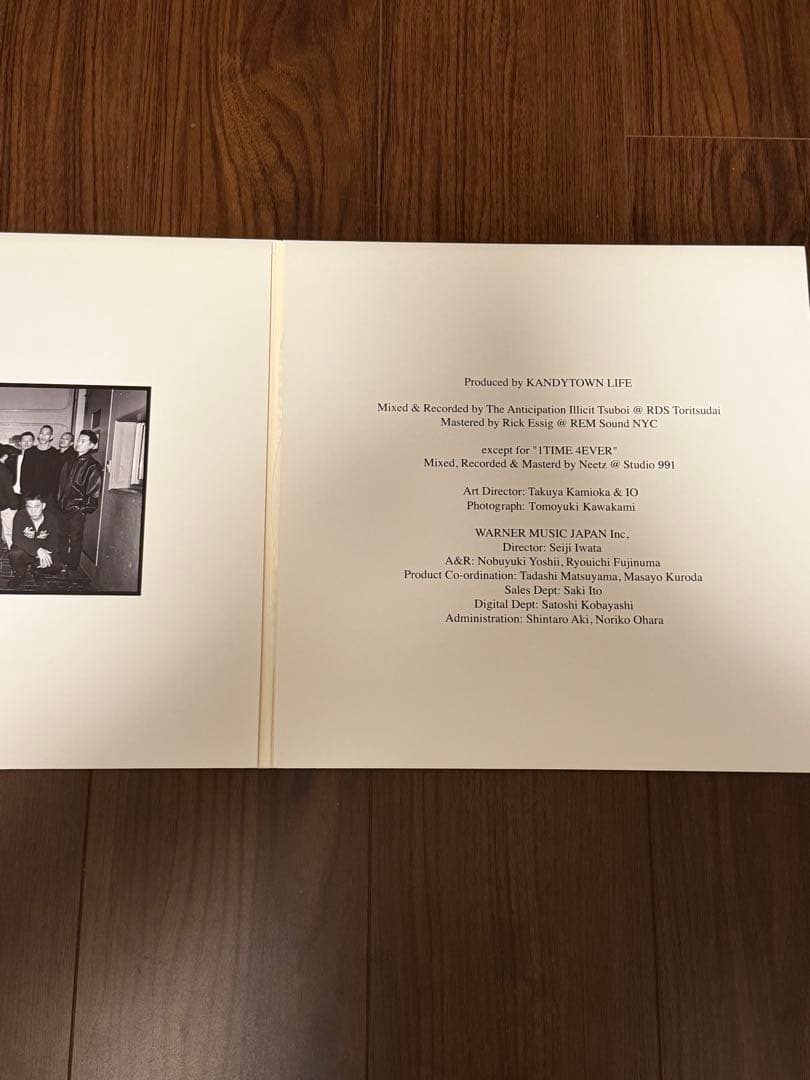 Produced by KANDYTOWN LIFE
Mixed & Recorded by The Anticipation Illicit Tsuboi @ RDS Toritsudai
Mastered by Rick Essig @ REM Sound NYC
except for "1TIME 4EVER"
Mixed, Recorded & Masterd by Neetz @ Studio 991
Art Director: Takuya Kamioka & IO
Photograph: Tomoyuki Kawakami
WARNER MUSIC JAPAN Inc,
Director: Seiji Iwata
A&R: Nobuyuki Yoshii, Ryouichi Fujinuma
Product Co-ordination: Tadashi Matsuyama, Masayo Kuroda
Sales Dept: Saki Ito
Digital Dept: Satoshi Kobayashi
Administration: Shintaro Aki, Noriko Ohara